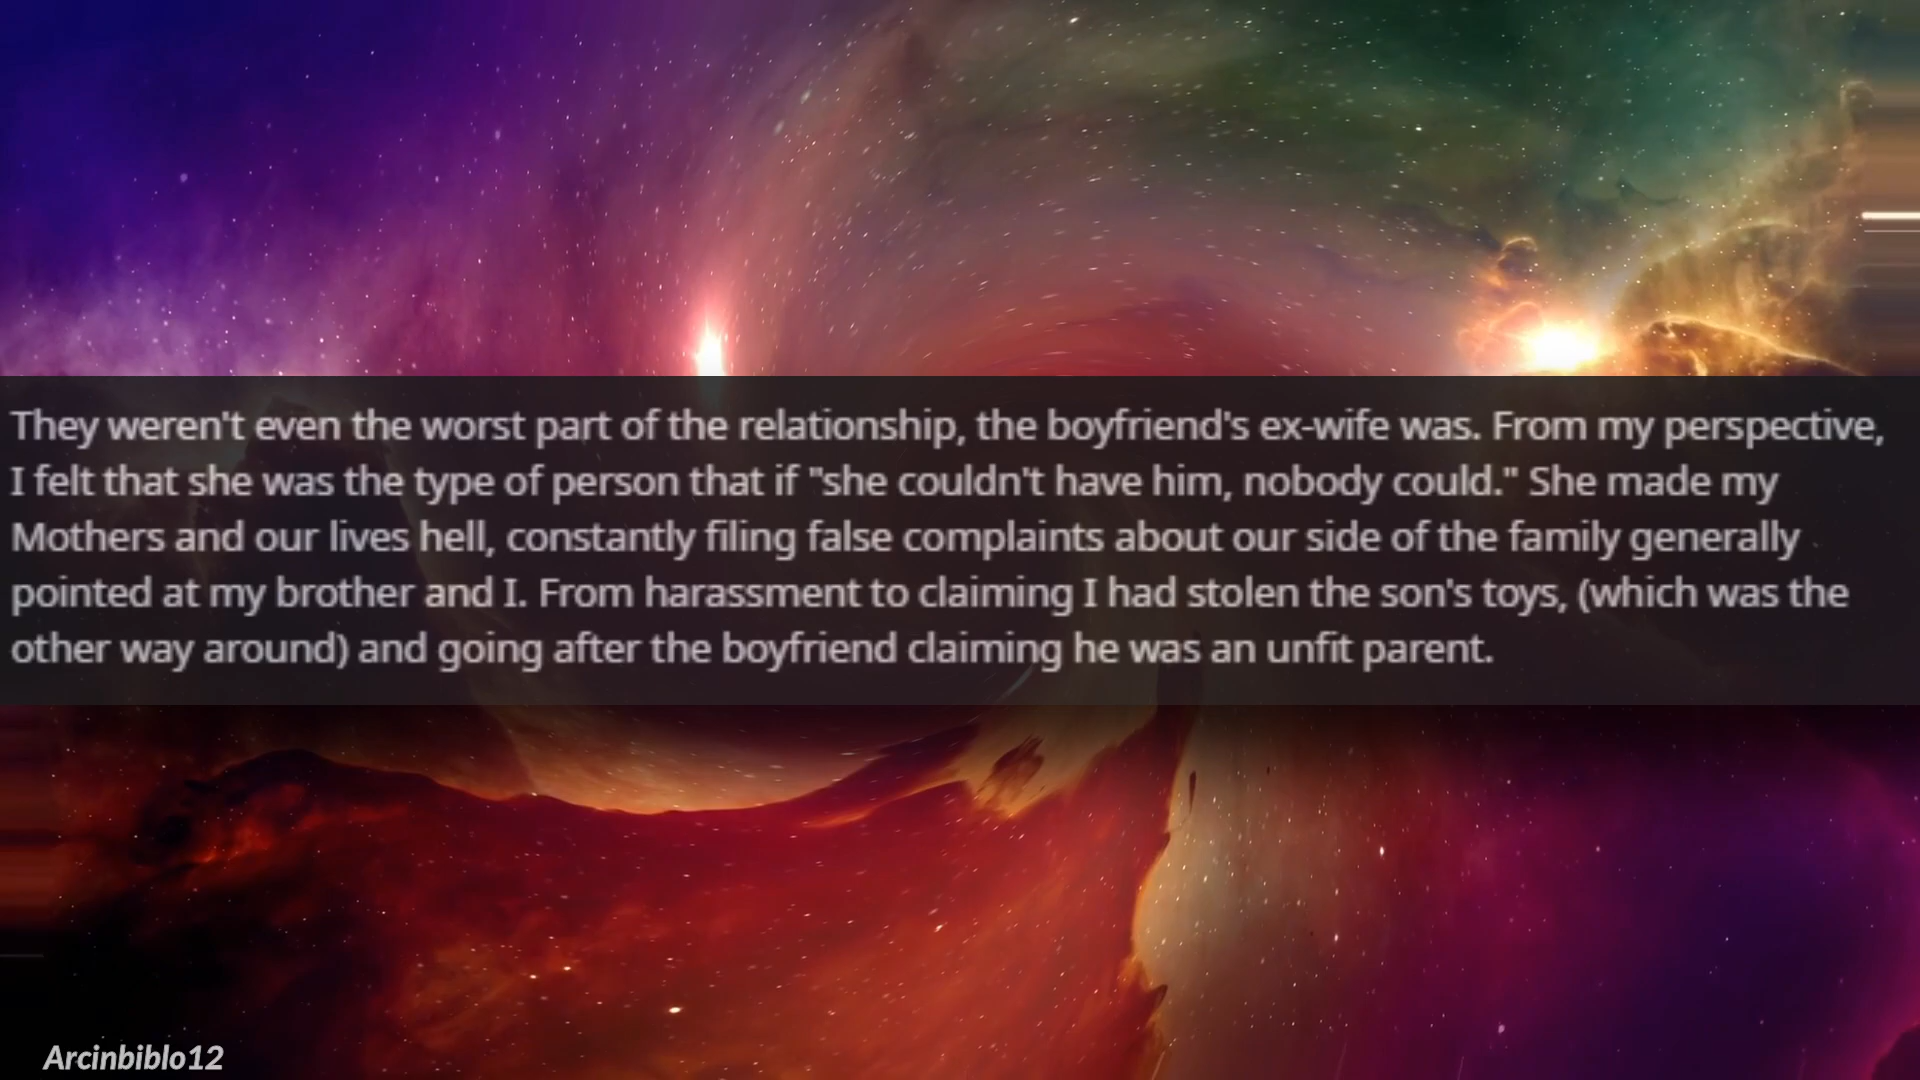 They weren't even the worst part of the relationship, the boyfriend's ex-wife was. From my perspective,
I felt that she was the type of person that if "she couldn't have him, nobody could." She made my
Mothers and our lives hell, constantly filing false complaints about our side of the family generally
pointed at my brother and I. From harassment to claiming I had stolen the son's toys, (which was the
other way around) and going after the boyfriend claiming he was an unfit parent.
Arcinbiblo12